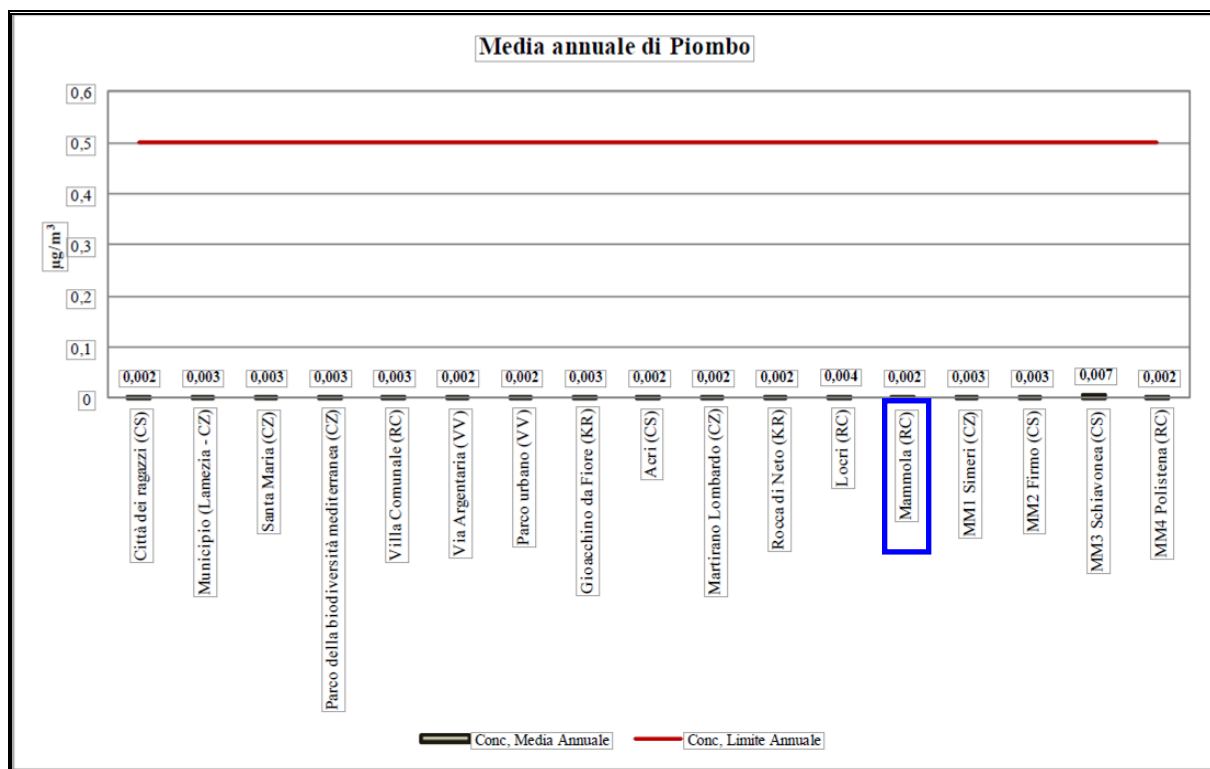 Media annuale di Piombo
0,6
0,5
0,4
0,3
0,2
0,1
0
µg/m³
0,002
0,003
0,003
0,003
0,003
0,002
0,002
0,003
0,002
0,002
0,002
0,004
0,002
0,003
0,003
0,007
0,002
Città dei ragazzi (CS)
Municipio (Lamezia - CZ)
Santa Maria (CZ)
Parco della biodiversità mediterranea (CZ)
Villa Comunale (RC)
Via Argentaria (VV)
Parco urbano (VV)
Gioacchino da Fiore (KR)
Acri (CS)
Martirano Lombardo (CZ)
Rocca di Neto (KR)
Locri (RC)
Mammola (RC)
MM1 Simeri (CZ)
MM2 Firmo (CS)
MM3 Schiavonea (CS)
MM4 Polistena (RC)
Conc, Media Annuale
Conc, Limite Annuale